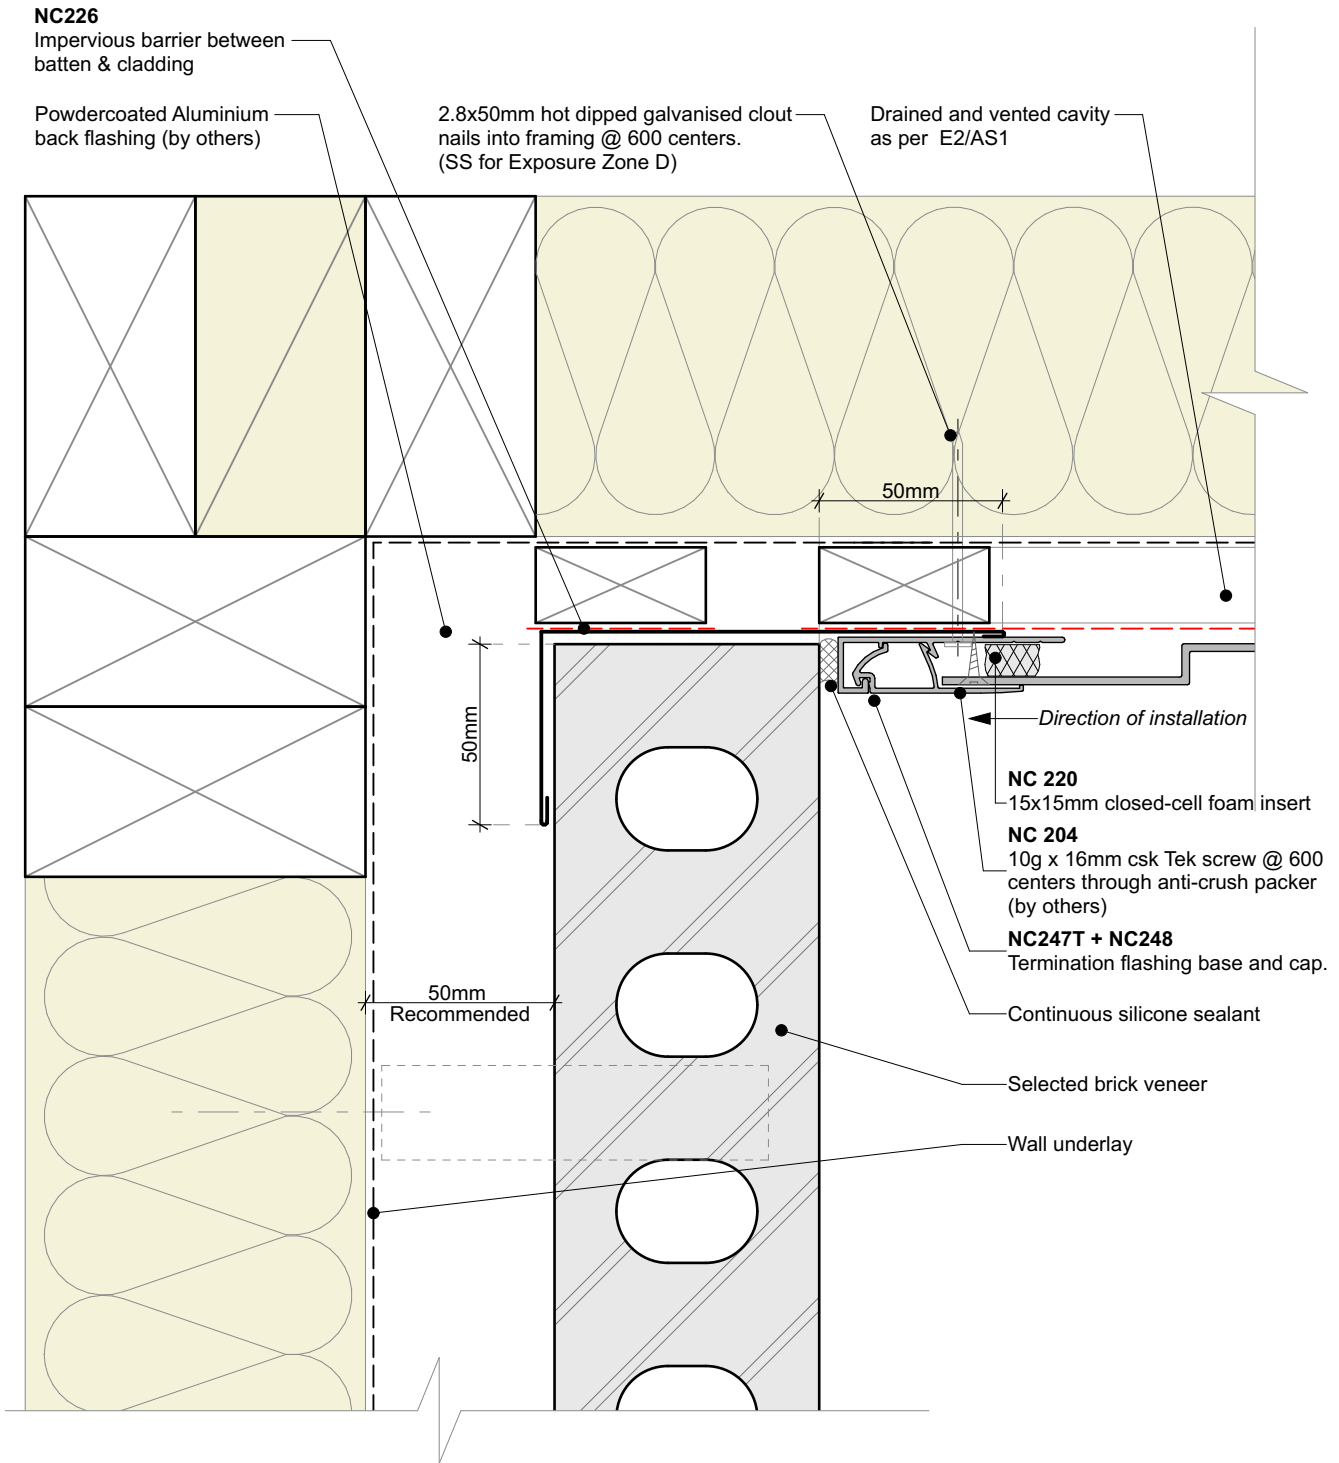 NC226
Impervious barrier between
batten & cladding
Powdercoated Aluminium
back flashing (by others)
2.8x50mm hot dipped galvanised clout
nails into framing @ 600 centers.
(SS for Exposure Zone D)
Drained and vented cavity
as per E2/AS1
50mm
50mm
Direction of installation
NC 220
15x15mm closed-cell foam insert
NC 204
10g x 16mm csk Tek screw @ 600
centers through anti-crush packer
(by others)
NC247T + NC248
Termination flashing base and cap.
50mm
Recommended
Continuous silicone sealant
Selected brick veneer
Wall underlay